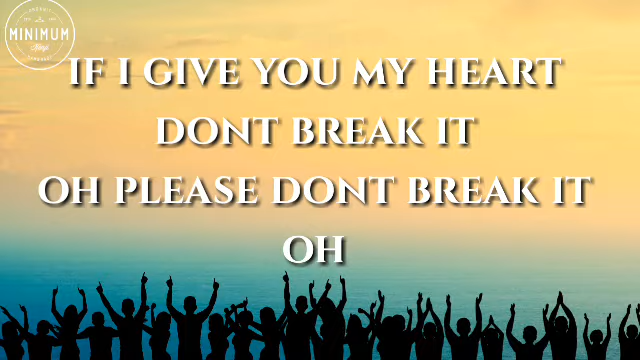 MINIMUM
IF I GIVE YOU MY HEART
DONT BREAK IT
OH PLEASE DONT BREAK IT
OH